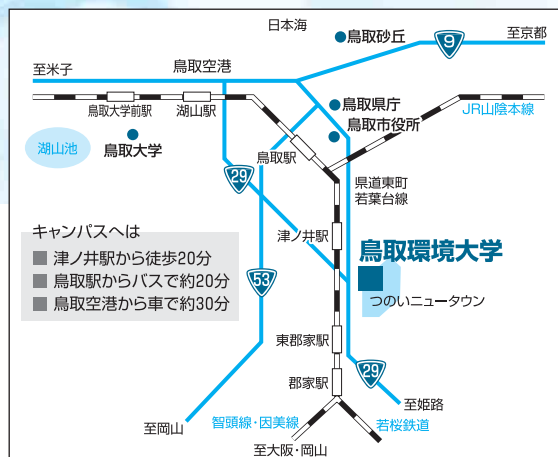 日本海
鳥取砂丘
9
至京都
至米子
鳥取空港
鳥取大学前駅
湖山駅
鳥取県庁
鳥取市役所
JR山陰本線
湖山池
鳥取大学
鳥取駅
29
県道東町
若葉台線
キャンパスへは
津ノ井駅から徒歩20分
鳥取駅からバスで約20分
鳥取空港から車で約30分
津ノ井駅
鳥取環境大学
つのいニュータウン
53
東郡家駅
29
郡家駅
至姫路
至岡山
智頭線・因美線
若桜鉄道
至大阪・岡山